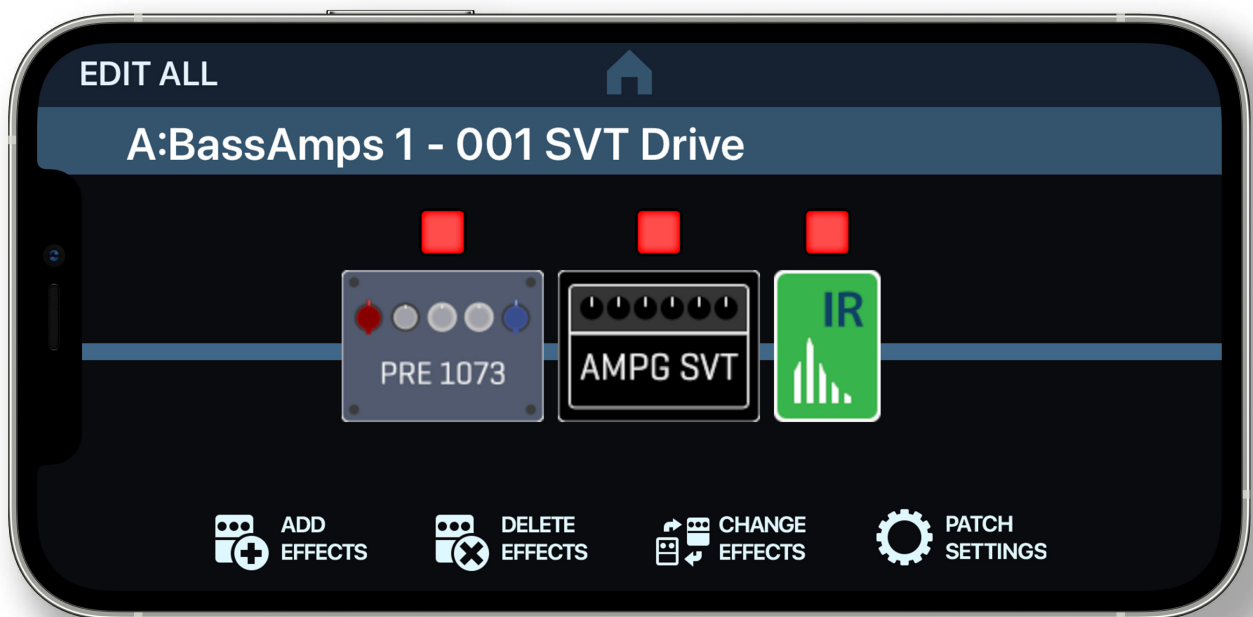 EDIT ALL
A:BassAmps 1 - 001 SVT Drive
PRE 1073
AMPG SVT
IR
ADD
EFFECTS
DELETE
EFFECTS
CHANGE
EFFECTS
PATCH
SETTINGS